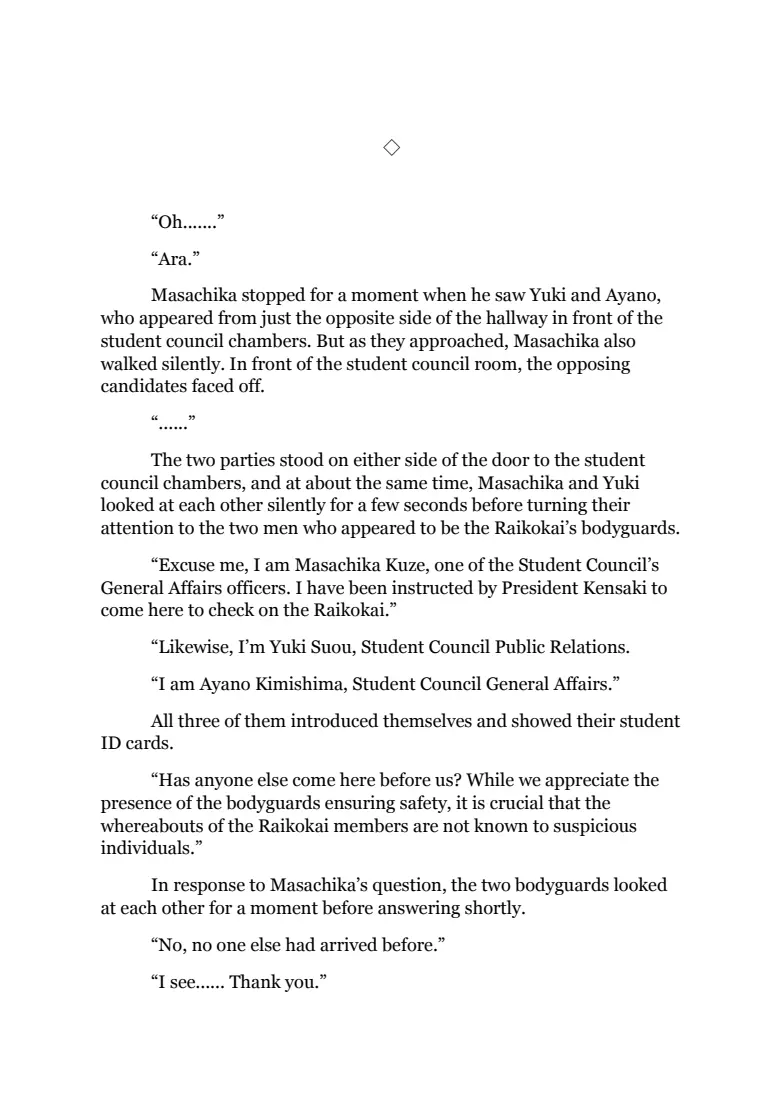 ◇
“Oh.......”
“Ara.”
Masachika stopped for a moment when he saw Yuki and Ayano,
who appeared from just the opposite side of the hallway in front of the
student council chambers. But as they approached, Masachika also
walked silently. In front of the student council room, the opposing
candidates faced off.
“......”
The two parties stood on either side of the door to the student
council chambers, and at about the same time, Masachika and Yuki
looked at each other silently for a few seconds before turning their
attention to the two men who appeared to be the Raikokai’s bodyguards.
“Excuse me, I am Masachika Kuze, one of the Student Council’s
General Affairs officers. I have been instructed by President Kensaki to
come here to check on the Raikokai.”
“Likewise, I’m Yuki Suou, Student Council Public Relations.
“I am Ayano Kimishima, Student Council General Affairs.”
All three of them introduced themselves and showed their student
ID cards.
“Has anyone else come here before us? While we appreciate the
presence of the bodyguards ensuring safety, it is crucial that the
whereabouts of the Raikokai members are not known to suspicious
individuals.”
In response to Masachika’s question, the two bodyguards looked
at each other for a moment before answering shortly.
“No, no one else had arrived before.”
“I see...... Thank you.”